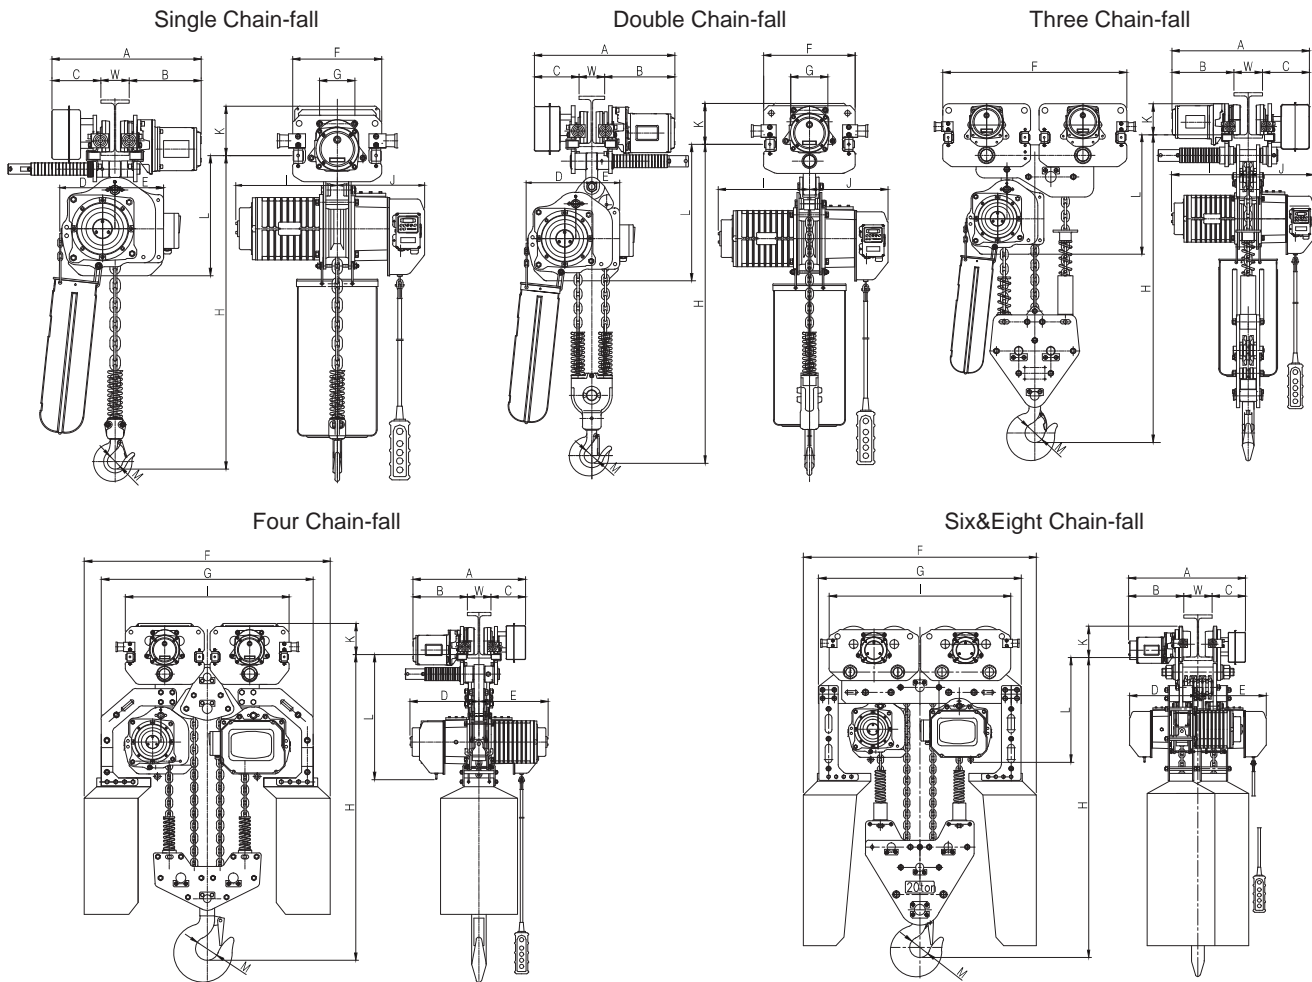 Single Chain-fall
Double Chain-fall
Three Chain-fall
A
C W B
F
G
K
D E
I J
L
H
M
A
C W B
F
G
K
D E
I J
L
H
M
F
A
B W C
K
I J
L
H
M
Four Chain-fall
Six&Eight Chain-fall
F
G
I
A
B W C
K
D E
L
H
M
F
G
I
A
B W C
K
D E
L
H
20ton
M